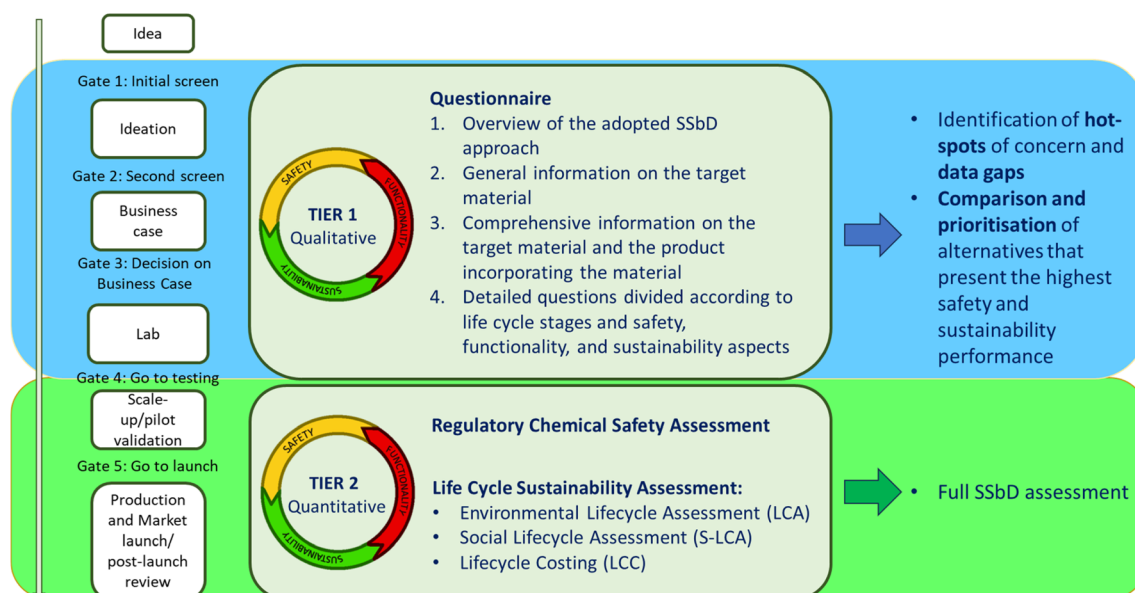 Idea
Gate 1: Initial screen
Ideation
Gate 2: Second screen
Business
case
Gate 3: Decision on
Business Case
Lab
Gate 4: Go to testing
Scale-
up/pilot
validation
Gate 5: Go to launch
Production
and Market
launch/
post-launch
review
SAFETY
FUNCTIONALITY
SUSTAINABILITY
TIER 1
Qualitative
Questionnaire
1. Overview of the adopted SSbD
approach
2. General information on the target
material
3. Comprehensive information on the
target material and the product
incorporating the material
4. Detailed questions divided according to
life cycle stages and safety,
functionality, and sustainability aspects
• Identification of hot-
spots of concern and
data gaps
• Comparison and
prioritisation of
alternatives that
present the highest
safety and
sustainability
performance
SAFETY
FUNCTIONALITY
SUSTAINABILITY
TIER 2
Quantitative
Regulatory Chemical Safety Assessment
Life Cycle Sustainability Assessment:
• Environmental Lifecycle Assessment (LCA)
• Social Lifecycle Assessment (S-LCA)
• Lifecycle Costing (LCC)
• Full SSbD assessment